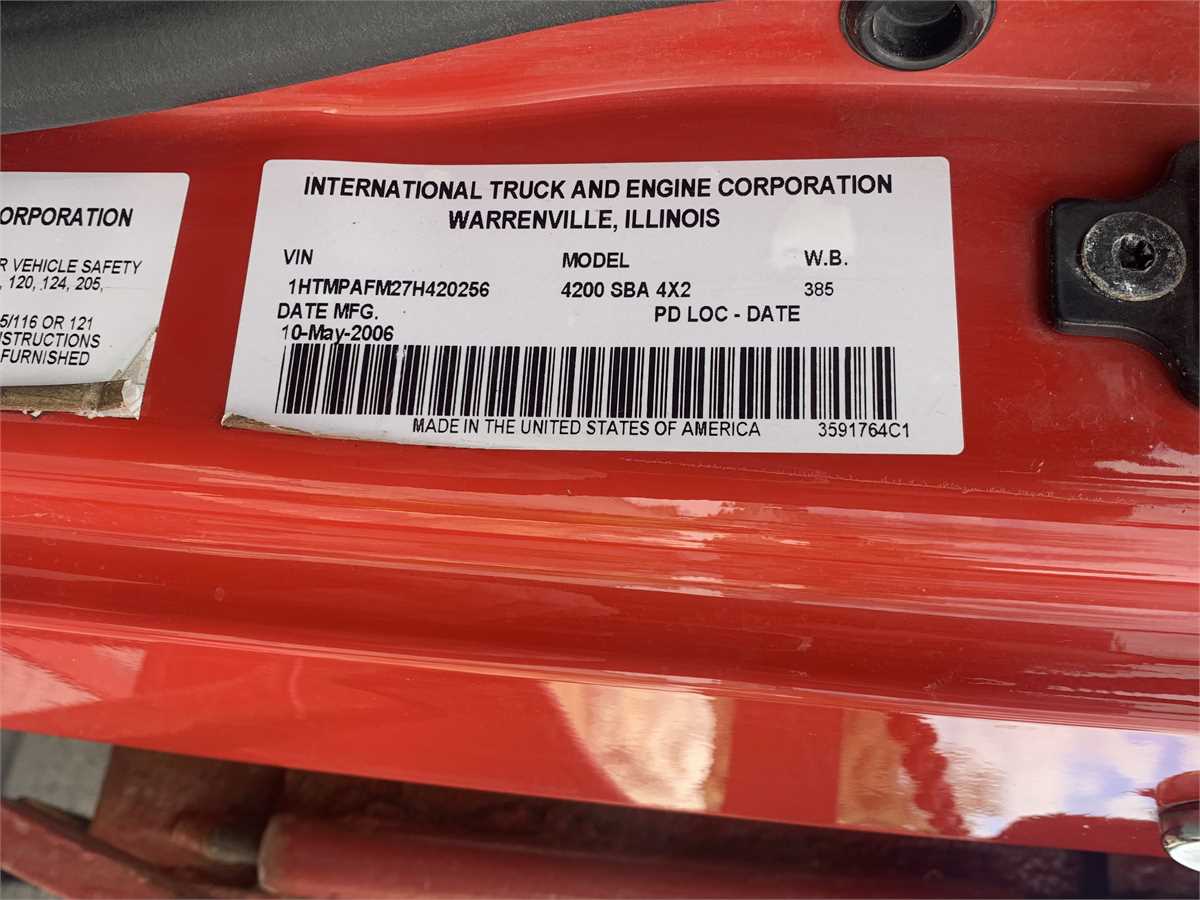 ORPORATION
R VEHICLE SAFETY
, 120, 124, 205,
5/116 OR 121
NSTRUCTIONS
FURNISHED
INTERNATIONAL TRUCK AND ENGINE CORPORATION
WARRENVILLE, ILLINOIS
VIN MODEL W.B.
1HTMPAFM27H420256 4200 SBA 4X2 385
DATE MFG. PD LOC - DATE
10-May-2006
MADE IN THE UNITED STATES OF AMERICA 3591764C1